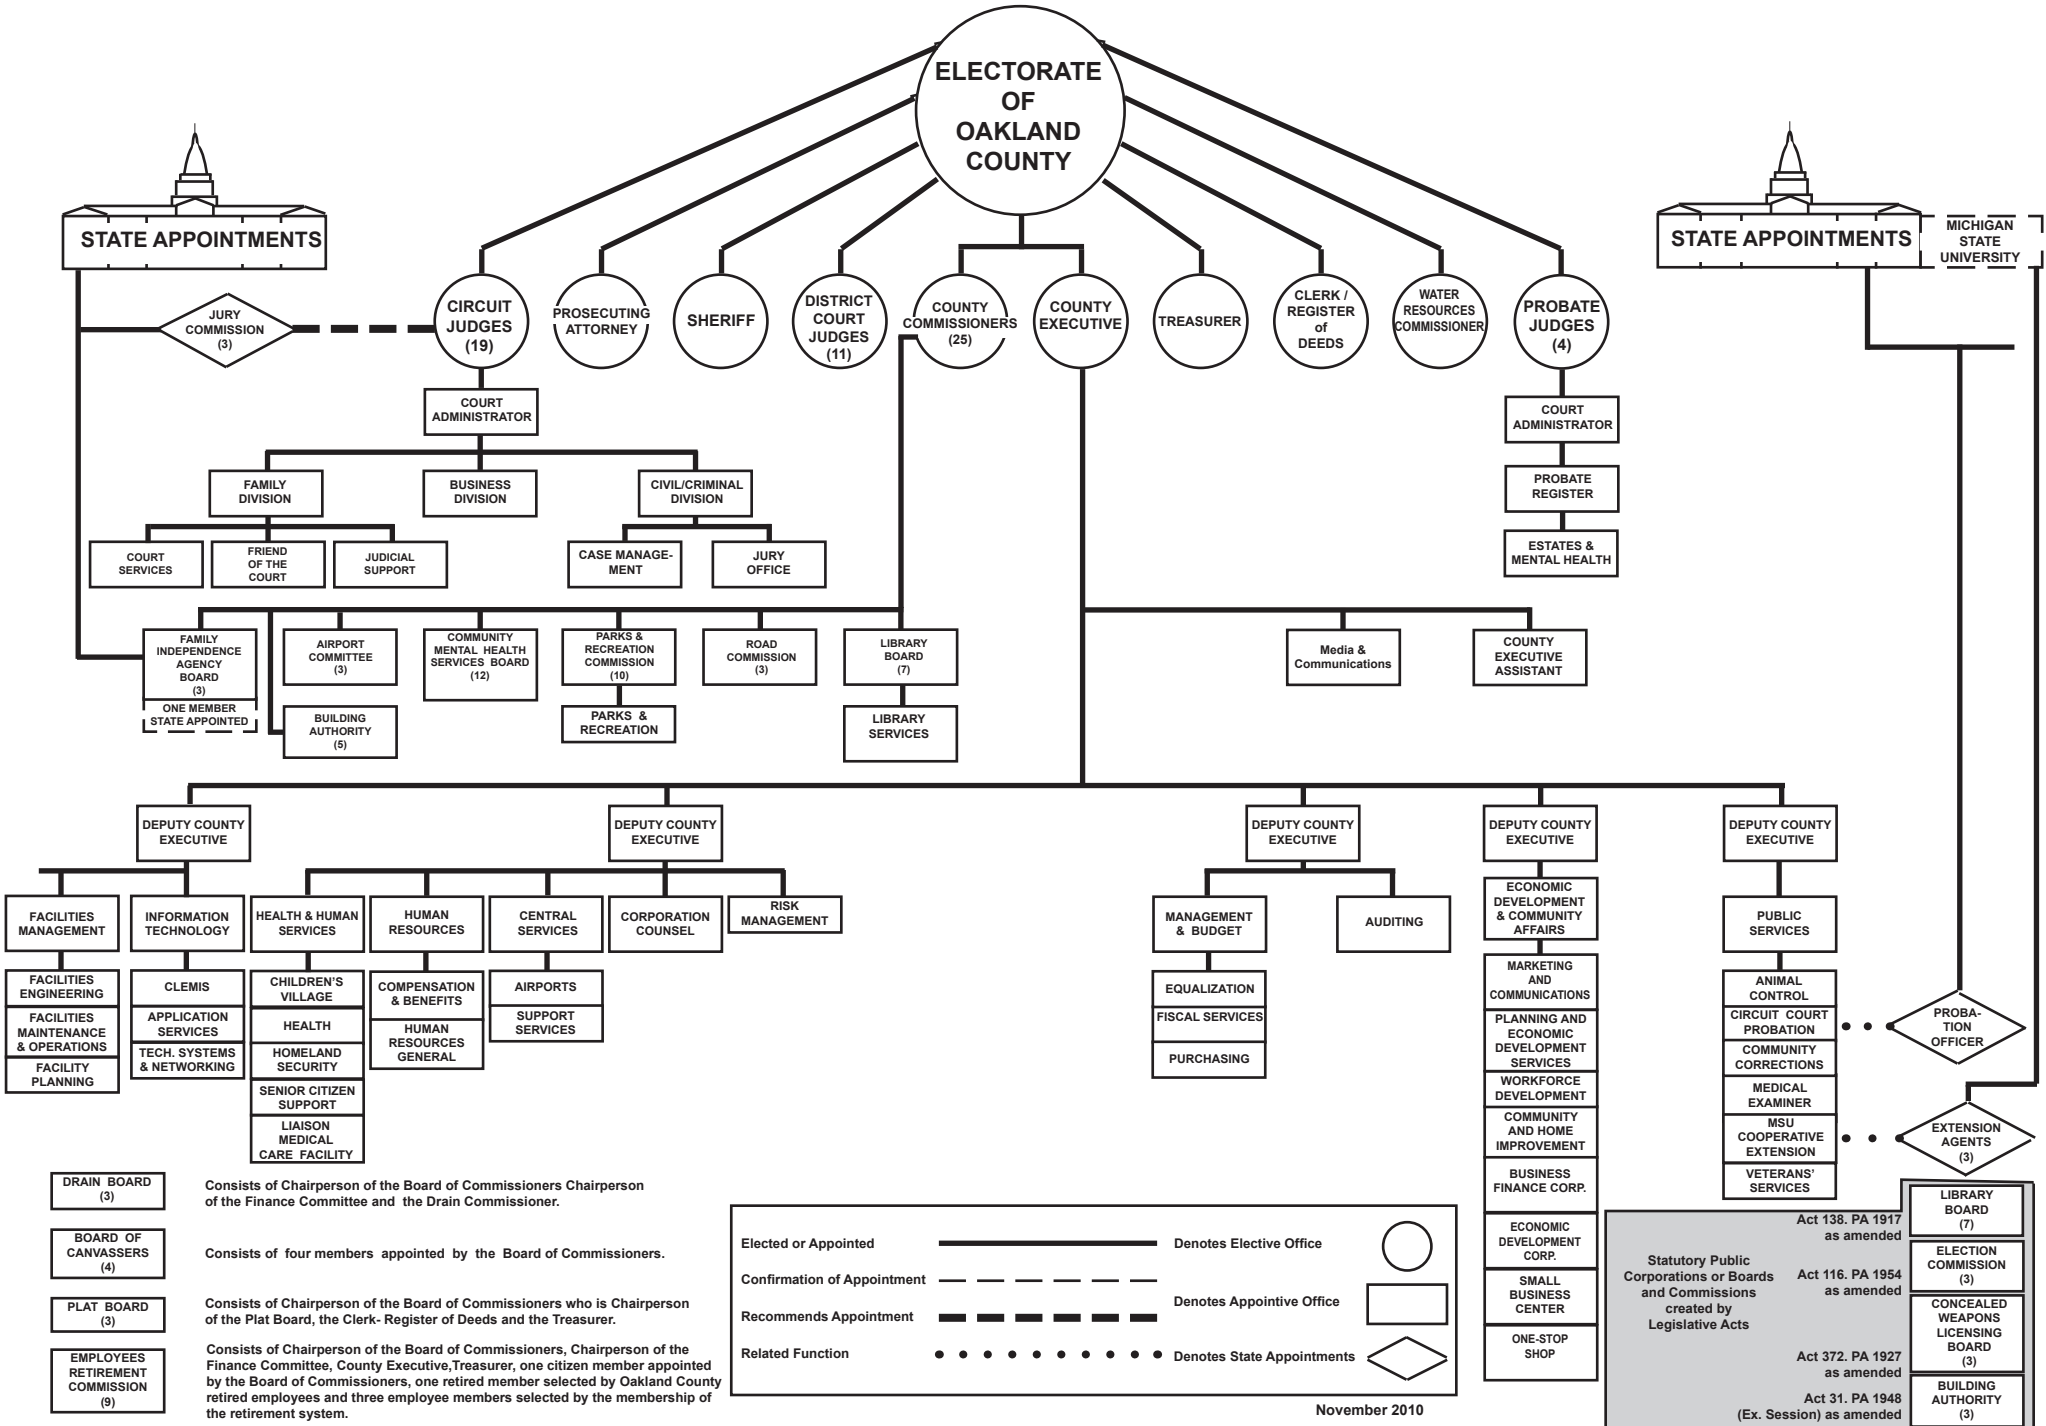 ELECTORATE
OF
OAKLAND
COUNTY
STATE APPOINTMENTS
STATE APPOINTMENTS
MICHIGAN
STATE
UNIVERSITY
JURY
COMMISSION
(3)
CIRCUIT
JUDGES
(19)
PROSECUTING
ATTORNEY
SHERIFF
DISTRICT
COURT
JUDGES
(11)
COUNTY
COMMISSIONERS
(25)
COUNTY
EXECUTIVE
TREASURER
CLERK /
REGISTER
of
DEEDS
WATER
RESOURCES
COMMISSIONER
PROBATE
JUDGES
(4)
COURT
ADMINISTRATOR
COURT
ADMINISTRATOR
FAMILY
DIVISION
BUSINESS
DIVISION
CIVIL/CRIMINAL
DIVISION
PROBATE
REGISTER
COURT
SERVICES
FRIEND
OF THE
COURT
JUDICIAL
SUPPORT
CASE MANAGE-
MENT
JURY
OFFICE
ESTATES &
MENTAL HEALTH
FAMILY
INDEPENDENCE
AGENCY
BOARD
(3)
ONE MEMBER
STATE APPOINTED
AIRPORT
COMMITTEE
(3)
BUILDING
AUTHORITY
(5)
COMMUNITY
MENTAL HEALTH
SERVICES BOARD
(12)
PARKS &
RECREATION
COMMISSION
(10)
PARKS &
RECREATION
ROAD
COMMISSION
(3)
LIBRARY
BOARD
(7)
LIBRARY
SERVICES
Media &
Communications
COUNTY
EXECUTIVE
ASSISTANT
DEPUTY COUNTY
EXECUTIVE
DEPUTY COUNTY
EXECUTIVE
DEPUTY COUNTY
EXECUTIVE
DEPUTY COUNTY
EXECUTIVE
DEPUTY COUNTY
EXECUTIVE
FACILITIES
MANAGEMENT
FACILITIES
ENGINEERING
FACILITIES
MAINTENANCE
& OPERATIONS
FACILITY
PLANNING
INFORMATION
TECHNOLOGY
CLEMIS
APPLICATION
SERVICES
TECH. SYSTEMS
& NETWORKING
HEALTH & HUMAN
SERVICES
CHILDREN'S
VILLAGE
HEALTH
HOMELAND
SECURITY
SENIOR CITIZEN
SUPPORT
LIAISON
MEDICAL
CARE FACILITY
HUMAN
RESOURCES
COMPENSATION
& BENEFITS
HUMAN
RESOURCES
GENERAL
CENTRAL
SERVICES
AIRPORTS
SUPPORT
SERVICES
CORPORATION
COUNSEL
RISK
MANAGEMENT
MANAGEMENT
& BUDGET
EQUALIZATION
FISCAL SERVICES
PURCHASING
AUDITING
ECONOMIC
DEVELOPMENT
& COMMUNITY
AFFAIRS
MARKETING
AND
COMMUNICATIONS
PLANNING AND
ECONOMIC
DEVELOPMENT
SERVICES
WORKFORCE
DEVELOPMENT
COMMUNITY
AND HOME
IMPROVEMENT
BUSINESS
FINANCE CORP.
ECONOMIC
DEVELOPMENT
CORP.
SMALL
BUSINESS
CENTER
ONE-STOP
SHOP
PUBLIC
SERVICES
ANIMAL
CONTROL
CIRCUIT COURT
PROBATION
COMMUNITY
CORRECTIONS
MEDICAL
EXAMINER
MSU
COOPERATIVE
EXTENSION
VETERANS'
SERVICES
PROBA-
TION
OFFICER
EXTENSION
AGENTS
(3)
DRAIN BOARD
(3)
Consists of Chairperson of the Board of Commissioners Chairperson
of the Finance Committee and the Drain Commissioner.
BOARD OF
CANVASSERS
(4)
Consists of four members appointed by the Board of Commissioners.
PLAT BOARD
(3)
Consists of Chairperson of the Board of Commissioners who is Chairperson
of the Plat Board, the Clerk- Register of Deeds and the Treasurer.
EMPLOYEES
RETIREMENT
COMMISSION
(9)
Consists of Chairperson of the Board of Commissioners, Chairperson of the
Finance Committee, County Executive,Treasurer, one citizen member appointed
by the Board of Commissioners, one retired member selected by Oakland County
retired employees and three employee members selected by the membership of
the retirement system.
Elected or Appointed
Confirmation of Appointment
Recommends Appointment
Related Function
Denotes Elective Office
Denotes Appointive Office
Denotes State Appointments
November 2010
Statutory Public
Corporations or Boards
and Commissions
created by
Legislative Acts
Act 138. PA 1917
as amended
LIBRARY
BOARD
(7)
Act 116. PA 1954
as amended
ELECTION
COMMISSION
(3)
Act 372. PA 1927
as amended
CONCEALED
WEAPONS
LICENSING
BOARD
(3)
Act 31. PA 1948
(Ex. Session) as amended
BUILDING
AUTHORITY
(3)